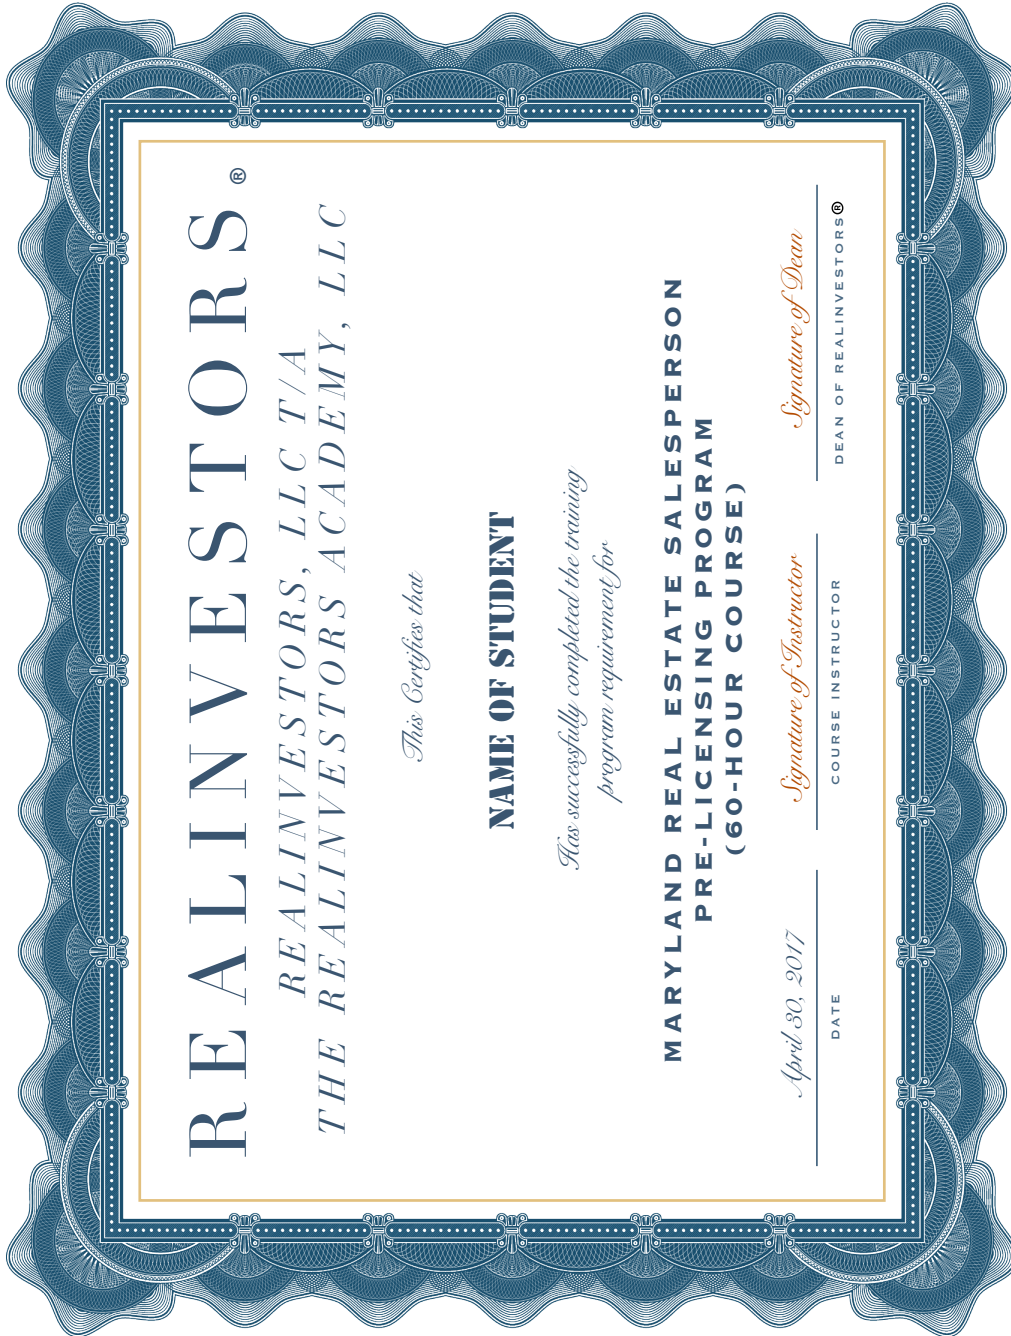 REALINVESTORS®
REALINVESTORS, LLC T/A
THE REALINVESTORS ACADEMY, LLC
This Certifies that
NAME OF STUDENT
Has successfully completed the training
program requirement for
MARYLAND REAL ESTATE SALESPERSON
PRE-LICENSING PROGRAM
(60-HOUR COURSE)
April 30, 2017
DATE
Signature of Instructor
COURSE INSTRUCTOR
Signature of Dean
DEAN OF REALINVESTORS®